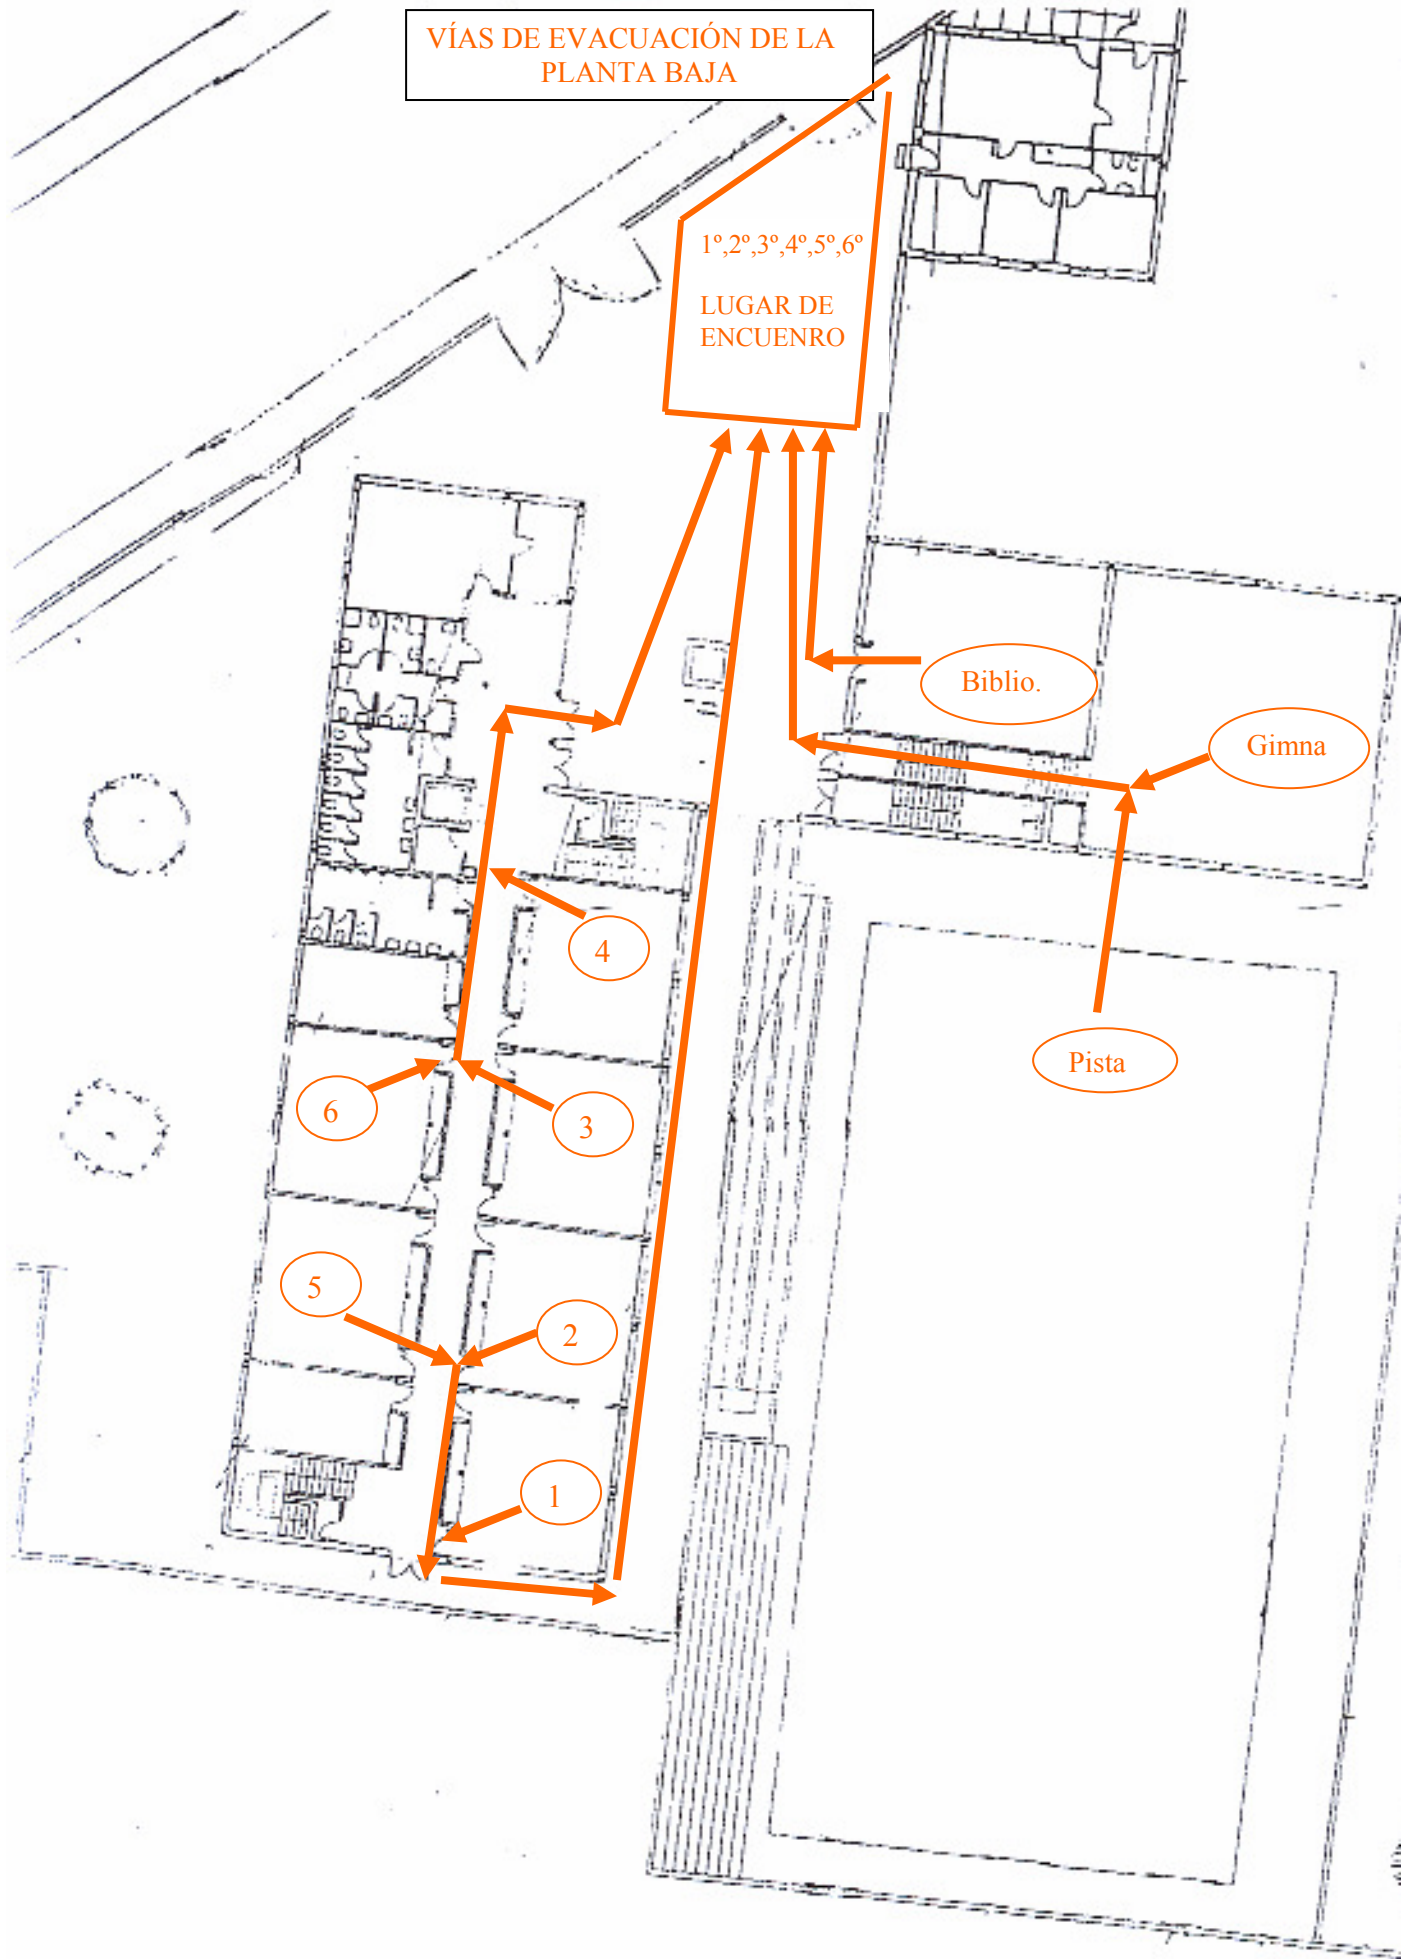 VÍAS DE EVACUACIÓN DE LA
PLANTA BAJA
1º,2º,3º,4º,5º,6º
LUGAR DE
ENCUENRO
Biblio.
Gimna
4
Pista
6
3
5
2
1